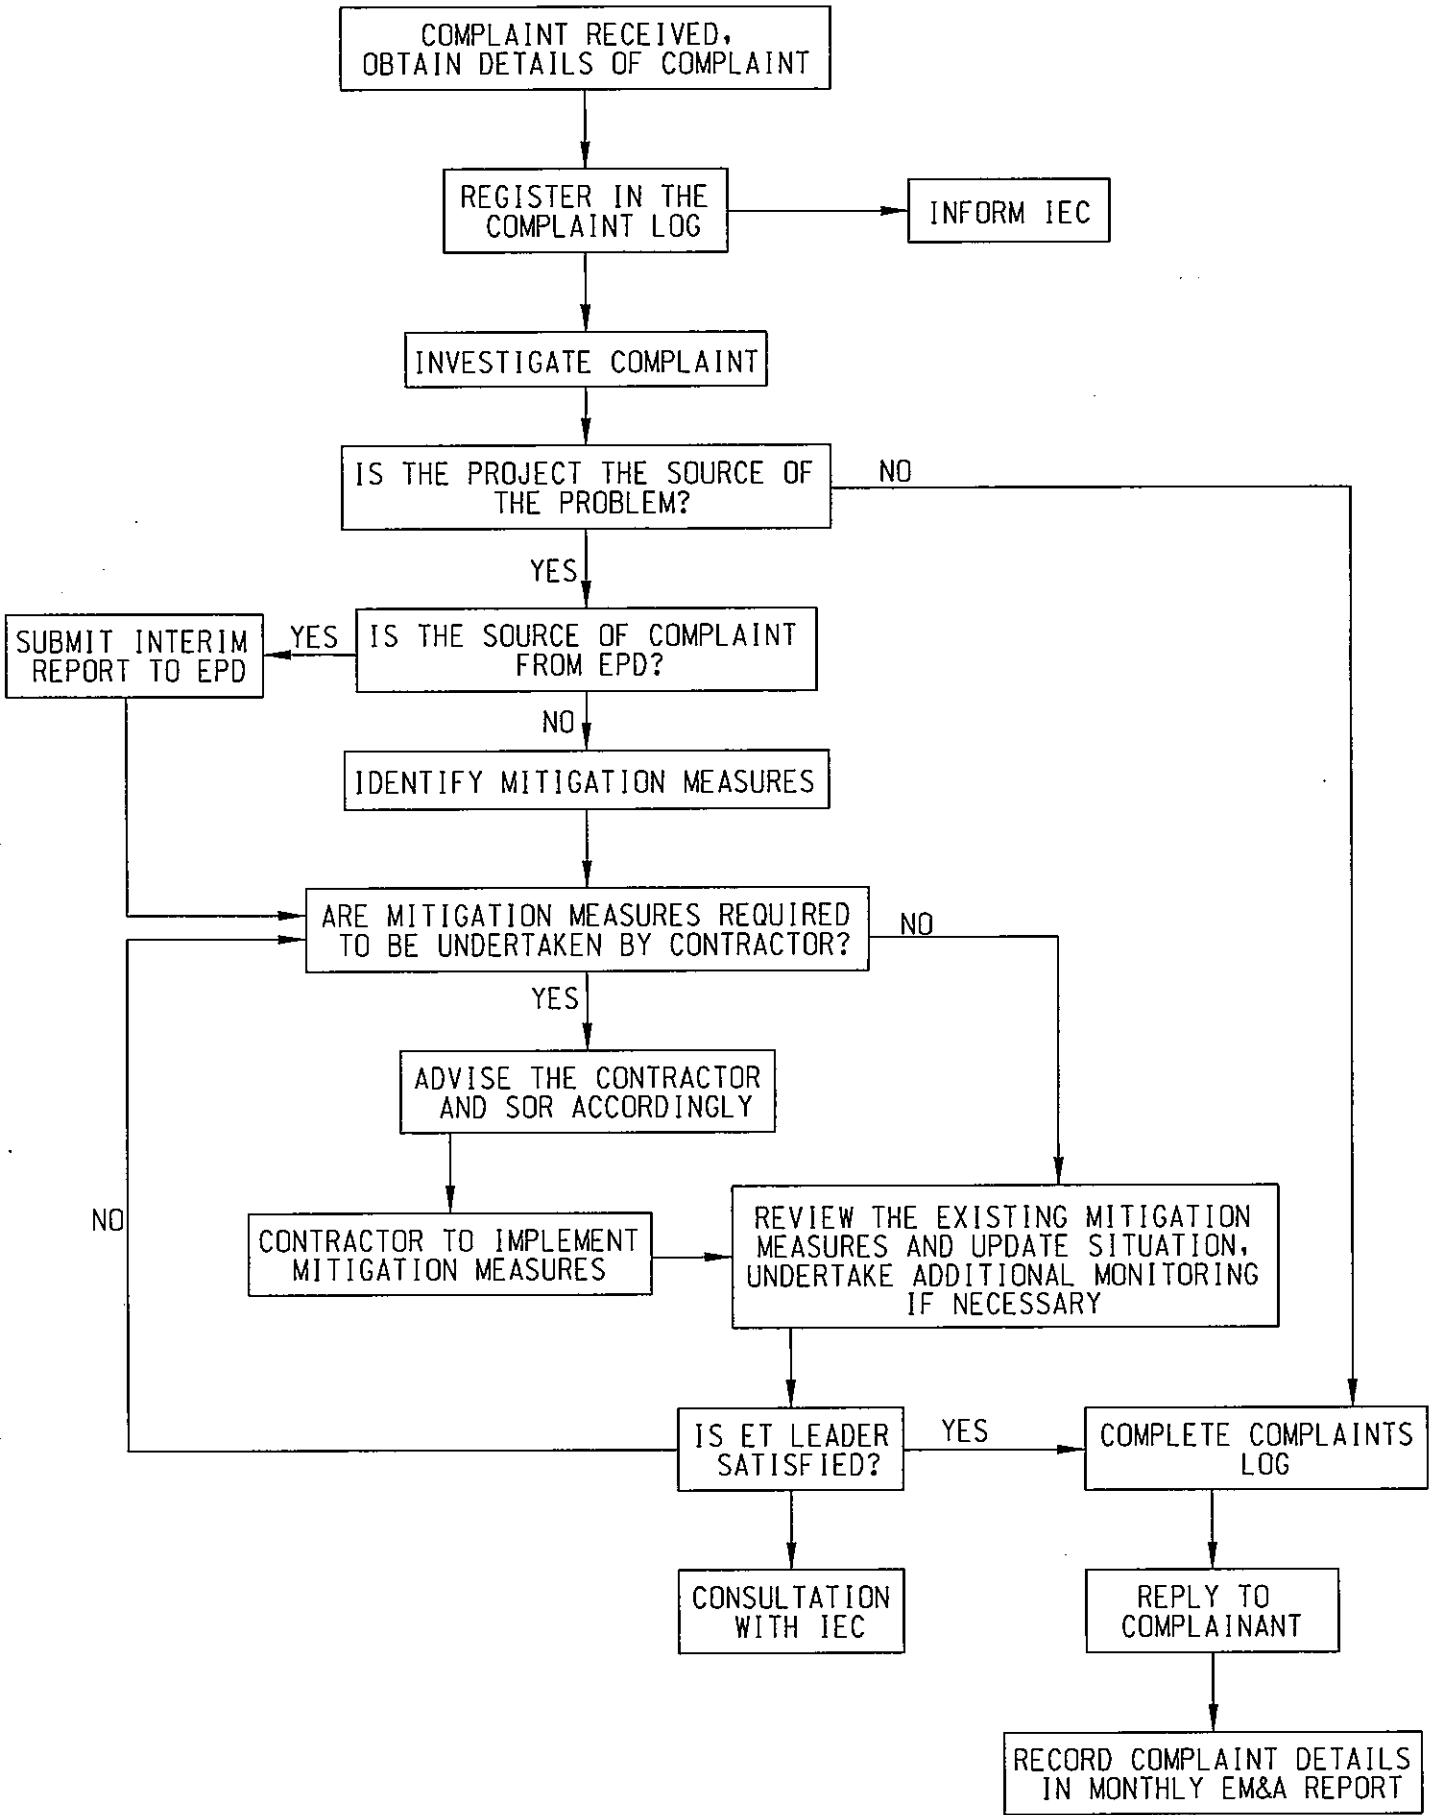 COMPLAINT RECEIVED,
OBTAIN DETAILS OF COMPLAINT
REGISTER IN THE
COMPLAINT LOG
INFORM IEC
INVESTIGATE COMPLAINT
IS THE PROJECT THE SOURCE OF
THE PROBLEM?
NO
YES
SUBMIT INTERIM
REPORT TO EPD
YES
IS THE SOURCE OF COMPLAINT
FROM EPD?
NO
IDENTIFY MITIGATION MEASURES
ARE MITIGATION MEASURES REQUIRED
TO BE UNDERTAKEN BY CONTRACTOR?
NO
YES
ADVISE THE CONTRACTOR
AND SOR ACCORDINGLY
NO
CONTRACTOR TO IMPLEMENT
MITIGATION MEASURES
REVIEW THE EXISTING MITIGATION
MEASURES AND UPDATE SITUATION,
UNDERTAKE ADDITIONAL MONITORING
IF NECESSARY
IS ET LEADER
SATISFIED?
YES
COMPLETE COMPLAINTS
LOG
CONSULTATION
WITH IEC
REPLY TO
COMPLAINANT
RECORD COMPLAINT DETAILS
IN MONTHLY EM&A REPORT